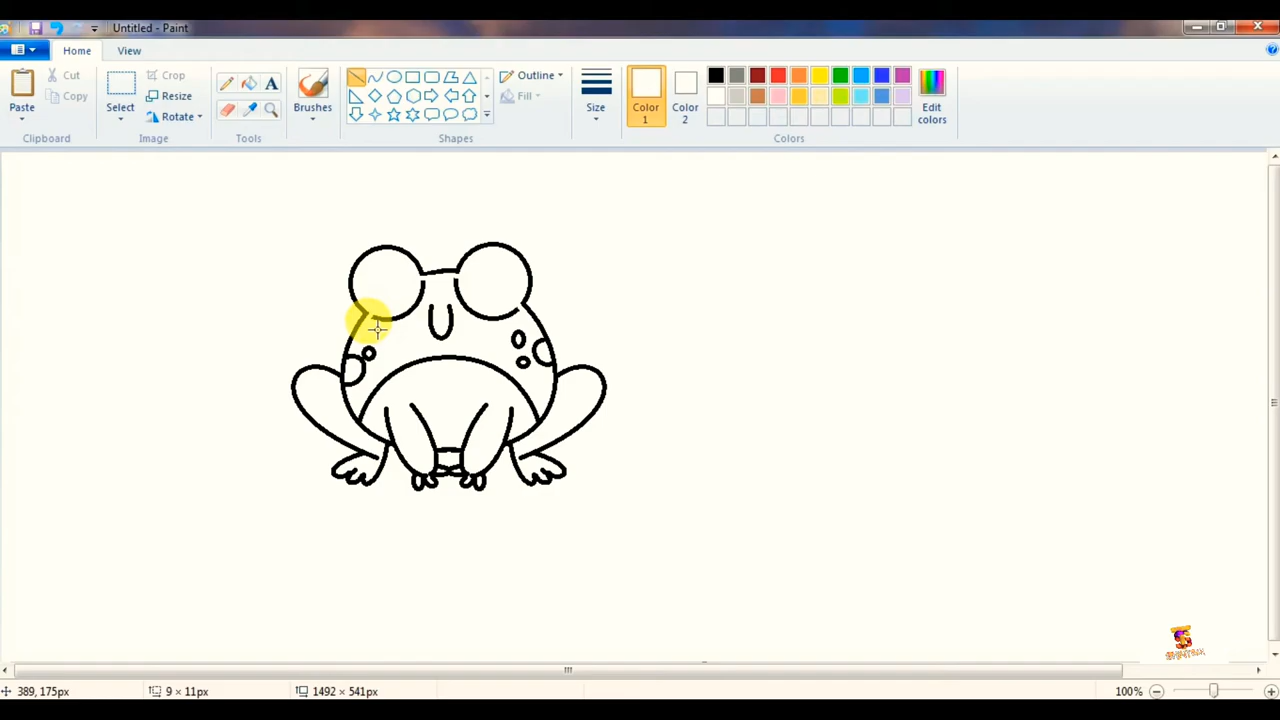 Untitled - Paint
Home View
Cut
Copy
Paste
Clipboard
Select
Crop
Resize
Rotate
Image
A
Tools
Brushes
Outline
Fill
Shapes
Size
Color 1
Color 2
Edit colors
Colors
389, 175px
9 × 11px
1492 × 541px
100%